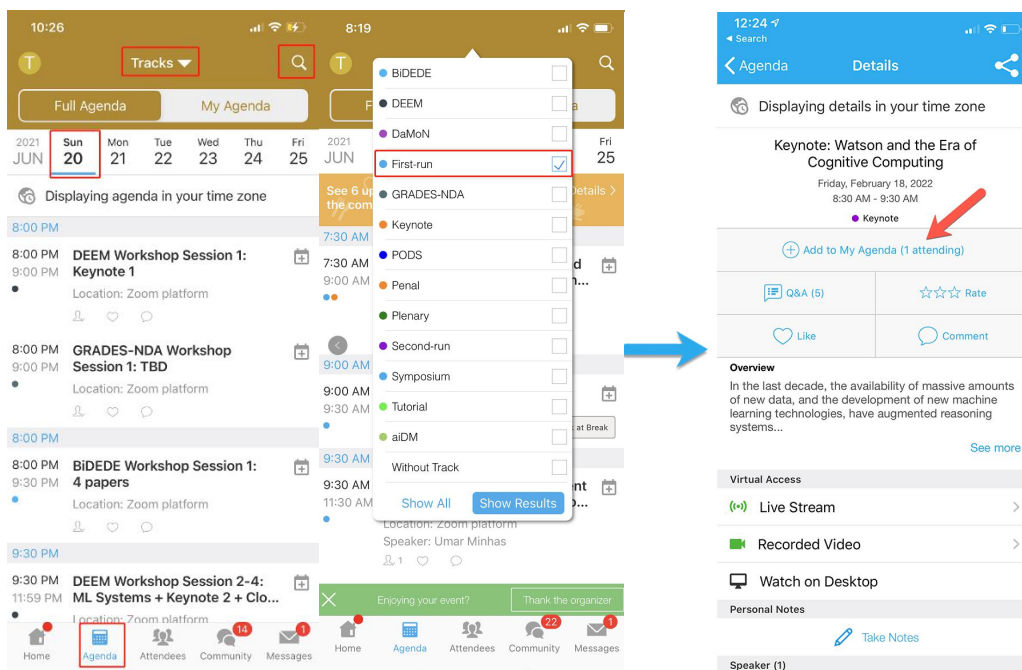 10:26
T
Tracks
Full Agenda
My Agenda
2021
JUN
Sun
20
Mon
21
Tue
22
Wed
23
Thu
24
Fri
25
Displaying agenda in your time zone
8:00 PM
8:00 PM
9:00 PM
DEEM Workshop Session 1:
Keynote 1
Location: Zoom platform
8:00 PM
9:00 PM
GRADES-NDA Workshop
Session 1: TBD
Location: Zoom platform
8:00 PM
8:00 PM
9:30 PM
BiDEDE Workshop Session 1:
4 papers
Location: Zoom platform
9:30 PM
9:30 PM
11:59 PM
DEEM Workshop Session 2-4:
ML Systems + Keynote 2 + Clo...
Location: Zoom platform
Home
Agenda
Attendees
14
Community
1
Messages
8:19
T
F
a
2021
JUN
Fri
25
See 6 up
the com
Details >
7:30 AM
7:30 AM
9:00 AM
d
n...
9:00 AM
9:00 AM
9:30 AM
at Break
9:30 AM
9:30 AM
11:30 AM
nt
...
BiDEDE
DEEM
DaMoN
First-run
GRADES-NDA
Keynote
PODS
Penal
Plenary
Second-run
Symposium
Tutorial
aiDM
Without Track
Show All
Show Results
Location: Zoom platform
Speaker: Umar Minhas
1
Enjoying your event?
Thank the organizer
Home
Agenda
Attendees
22
Community
1
Messages
12:24
Search
Agenda
Details
Displaying details in your time zone
Keynote: Watson and the Era of
Cognitive Computing
Friday, February 18, 2022
8:30 AM - 9:30 AM
Keynote
Add to My Agenda (1 attending)
Q&A (5)
Rate
Like
Comment
Overview
In the last decade, the availability of massive amounts
of new data, and the development of new machine
learning technologies, have augmented reasoning
systems...
See more
Virtual Access
Live Stream
Recorded Video
Watch on Desktop
Personal Notes
Take Notes
Speaker (1)